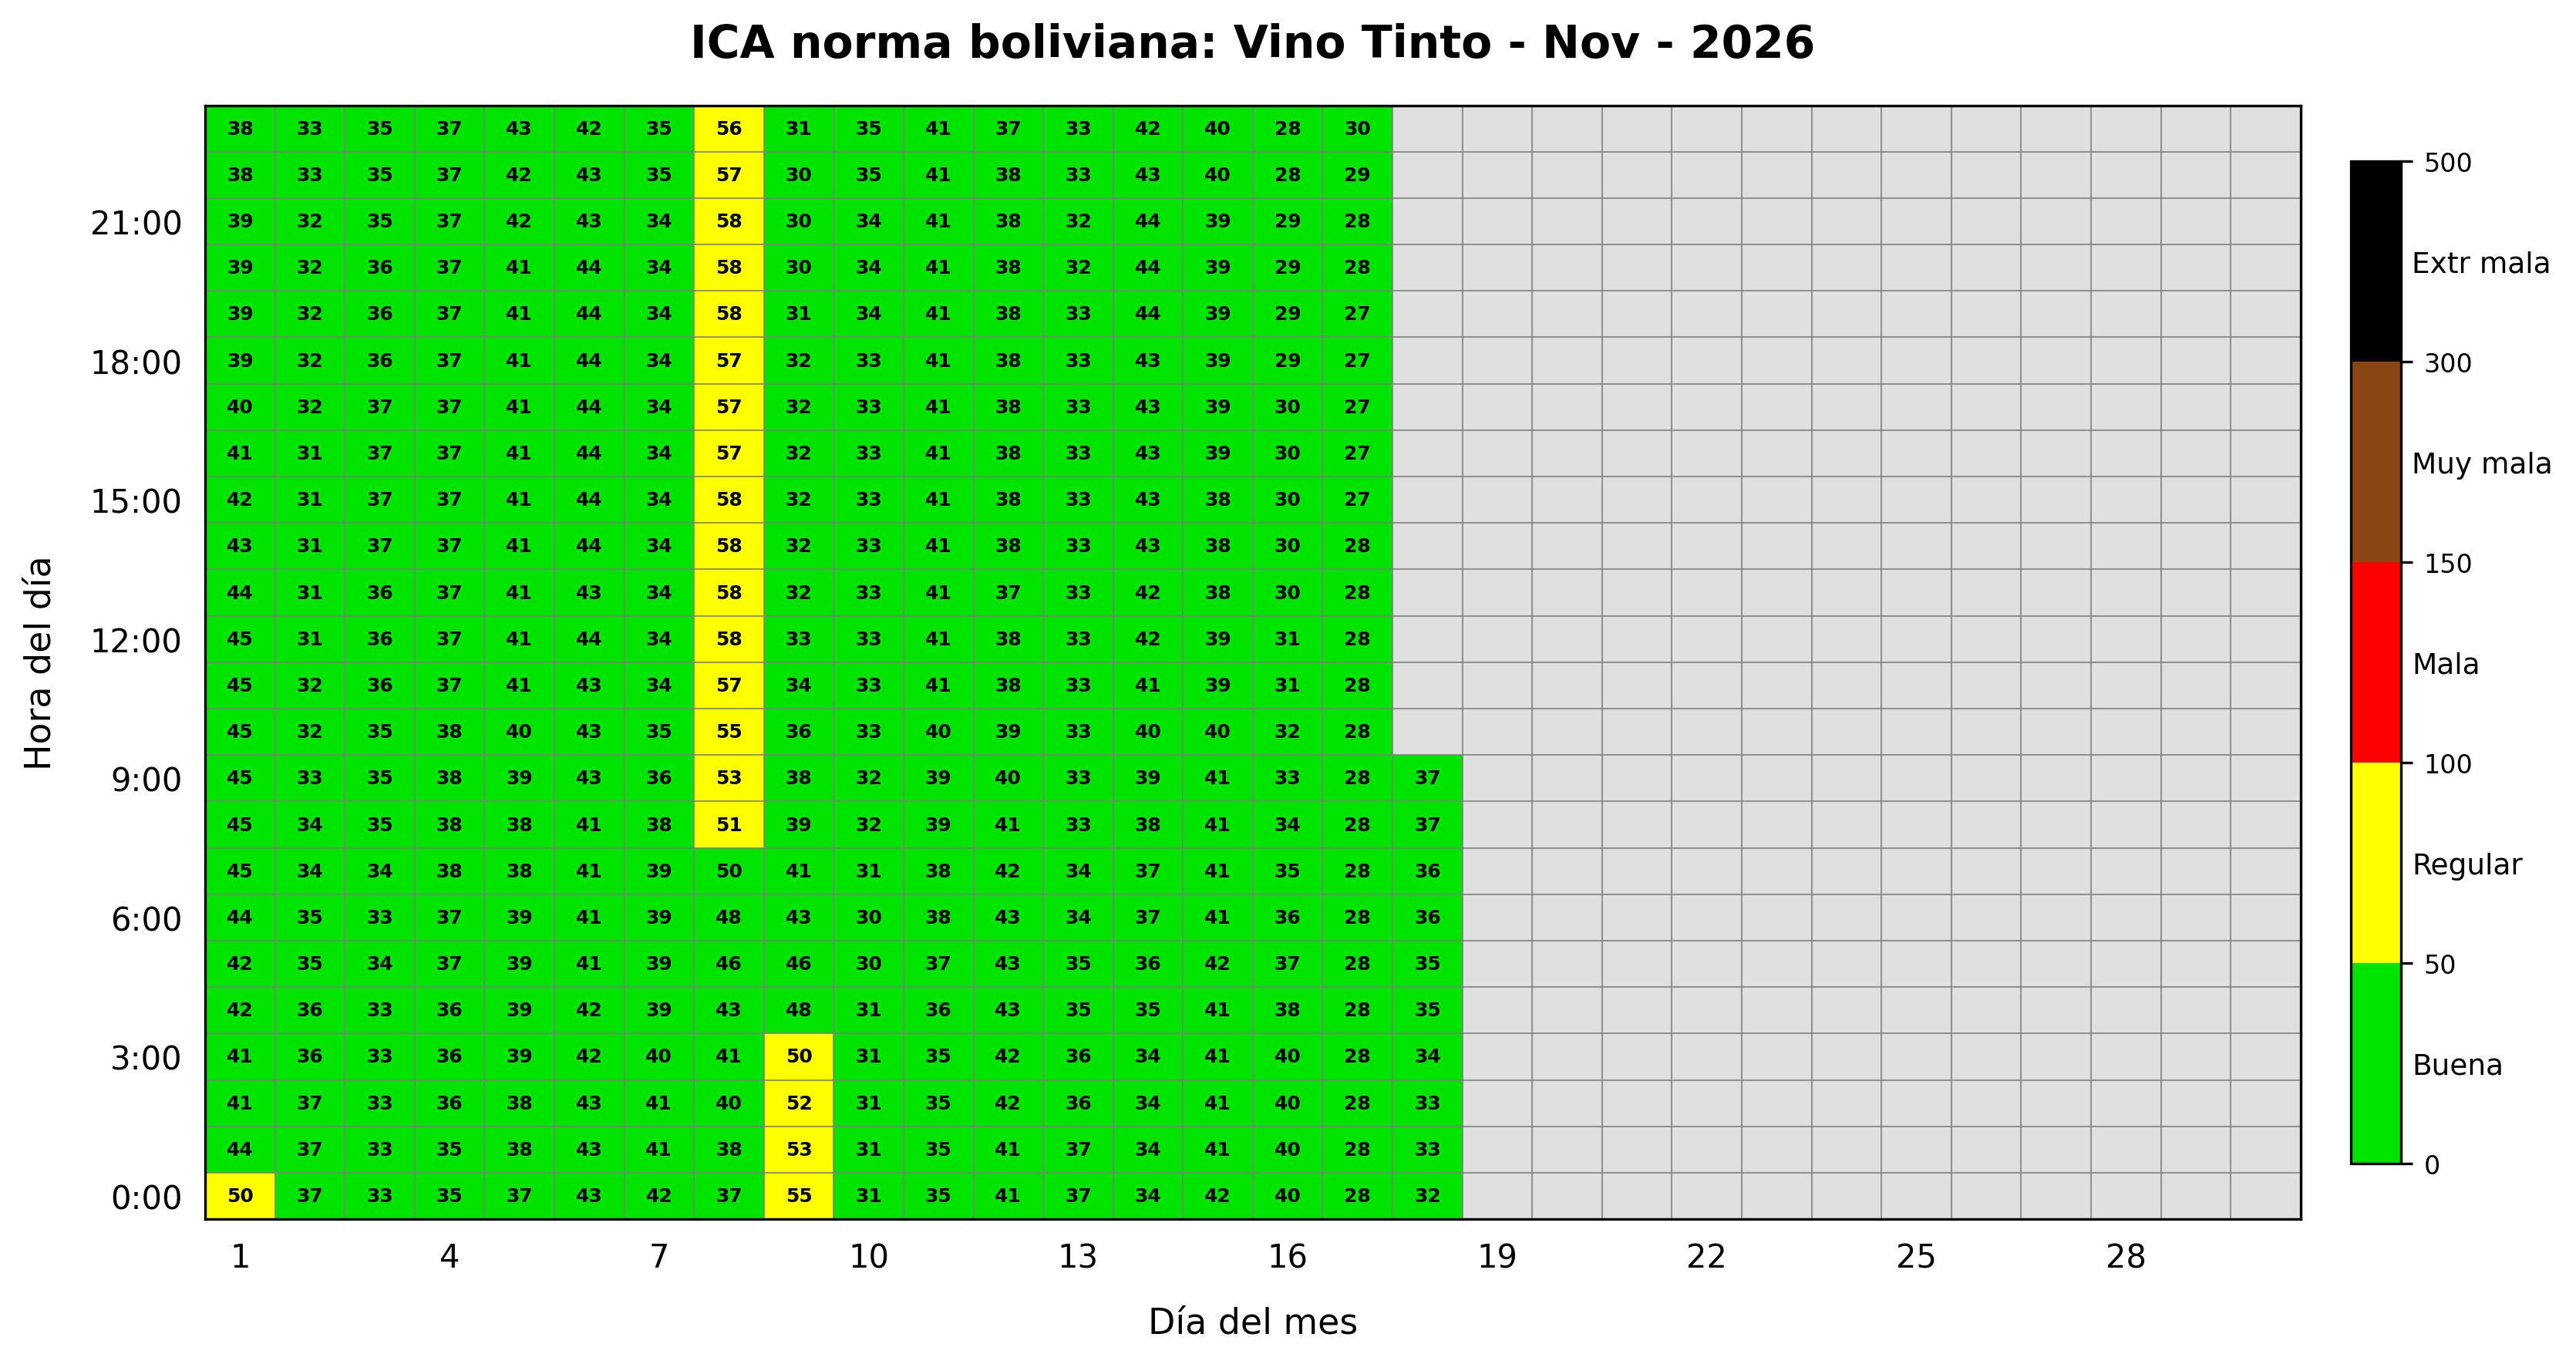 ICA norma boliviana: Vino Tinto - Nov - 2026
38 33 35 37 43 42 35 56 31 35 41 37 33 42 40 28 30
38 33 35 37 42 43 35 57 30 35 41 38 33 43 40 28 29
21:00 39 32 35 37 42 43 34 58 30 34 41 38 32 44 39 29 28
39 32 36 37 41 44 34 58 30 34 41 38 32 44 39 29 28
39 32 36 37 41 44 34 58 31 34 41 38 33 44 39 29 27
18:00 39 32 36 37 41 44 34 57 32 33 41 38 33 43 39 29 27
40 32 37 37 41 44 34 57 32 33 41 38 33 43 39 30 27
41 31 37 37 41 44 34 57 32 33 41 38 33 43 39 30 27
15:00 42 31 37 37 41 44 34 58 32 33 41 38 33 43 38 30 27
43 31 37 37 41 44 34 58 32 33 41 38 33 43 38 30 28
44 31 36 37 41 43 34 58 32 33 41 37 33 42 38 30 28
12:00 45 31 36 37 41 44 34 58 33 33 41 38 33 42 39 31 28
45 32 36 37 41 43 34 57 34 33 41 38 33 41 39 31 28
45 32 35 38 40 43 35 55 36 33 40 39 33 40 40 32 28
9:00 45 33 35 38 39 43 36 53 38 32 39 40 33 39 41 33 28 37
45 34 35 38 38 41 38 51 39 32 39 41 33 38 41 34 28 37
45 34 34 38 38 41 39 50 41 31 38 42 34 37 41 35 28 36
6:00 44 35 33 37 39 41 39 48 43 30 38 43 34 37 41 36 28 36
42 35 34 37 39 41 39 46 46 30 37 43 35 36 42 37 28 35
42 36 33 36 39 42 39 43 48 31 36 43 35 35 41 38 28 35
3:00 41 36 33 36 39 42 40 41 50 31 35 42 36 34 41 40 28 34
41 37 33 36 38 43 41 40 52 31 35 42 36 34 41 40 28 33
44 37 33 35 38 43 41 38 53 31 35 41 37 34 41 40 28 33
0:00 50 37 33 35 37 43 42 37 55 31 35 41 37 34 42 40 28 32
1 4 7 10 13 16 19 22 25 28
Día del mes
Hora del día
500
Extr mala
300
Muy mala
150
Mala
100
Regular
50
Buena
0